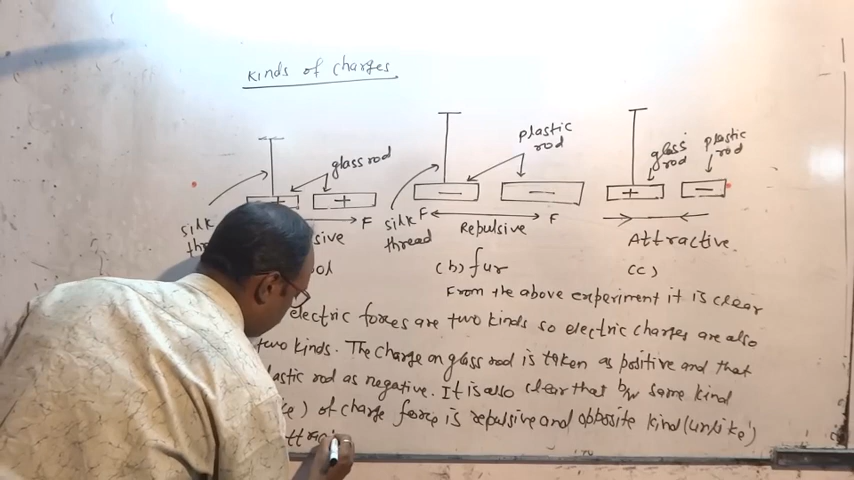 Kinds of charges
glass rod
+ +
silk
F
sive
plastic rod
- -
silk thread
F F
Repulsive
(b) fur
glass rod
plastic rod
+ -
Attractive.
(c)
From the above experiment it is clear
electric forces are two kinds so electric charges are also
two kinds. The charge on glass rod is taken as positive and that
lastic rod as negative. It is also clear that b/w same kind
ke) of charge force is repulsive and opposite kind (unlike)